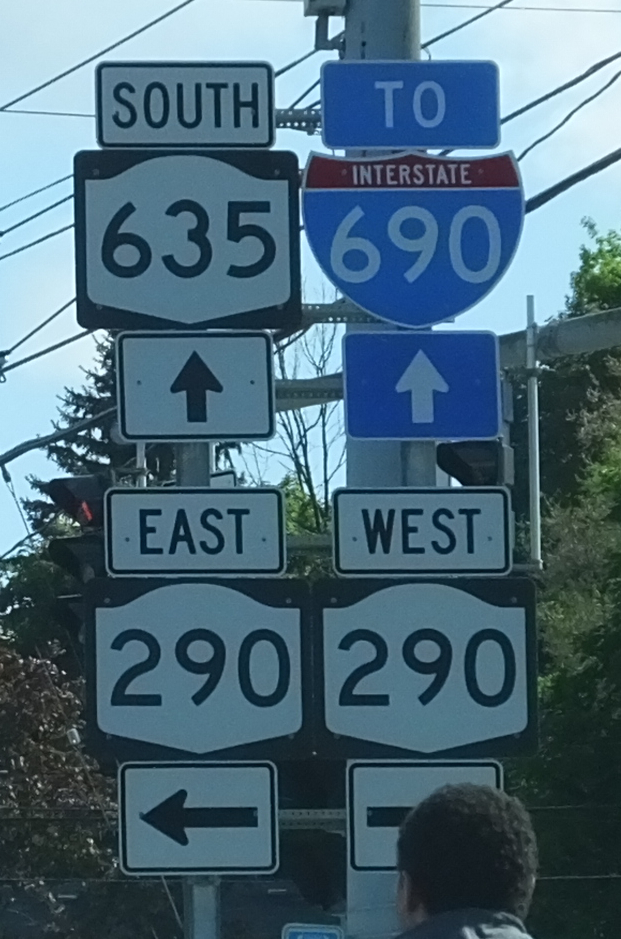 SOUTH
TO
635
INTERSTATE
690
EAST
WEST
290
290